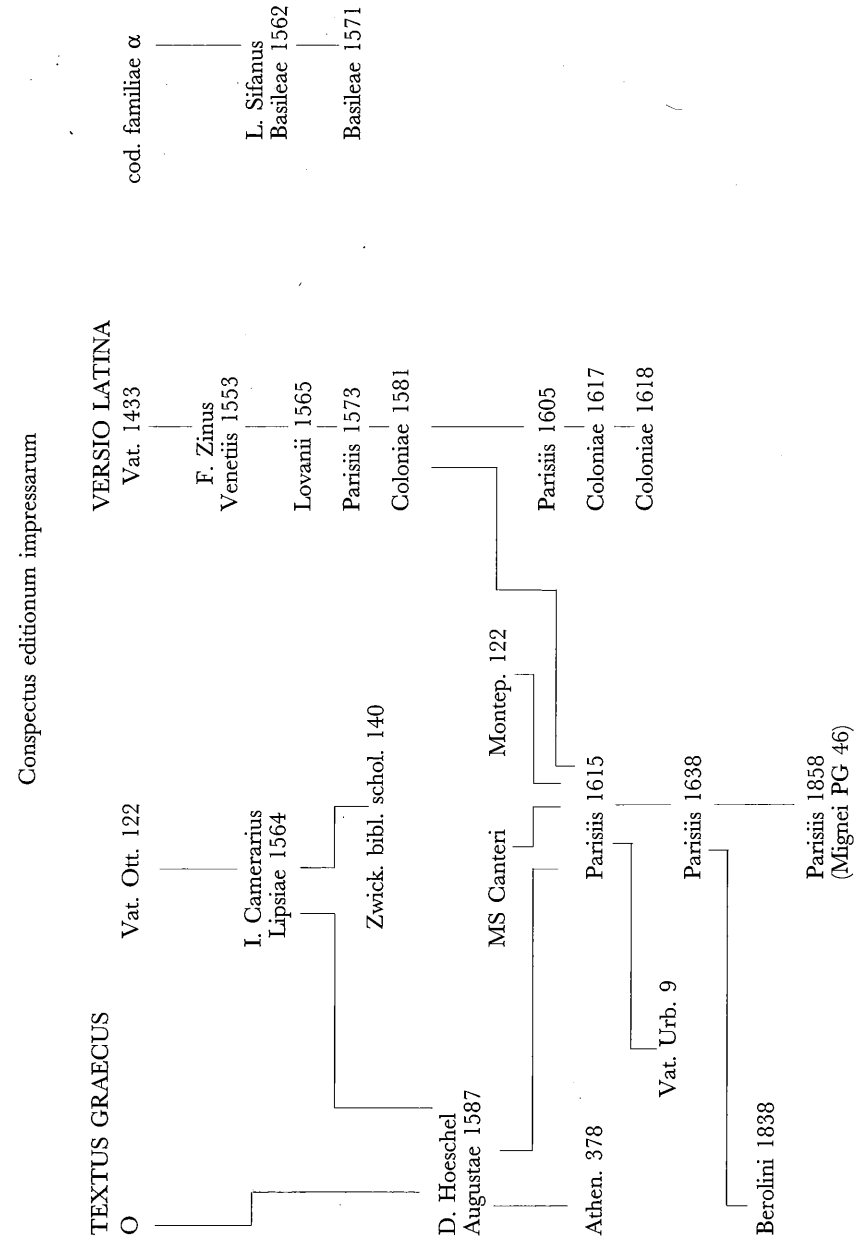 Conspectus editionum impressarum
TEXTUS GRAECUS
O
Vat. Ott. 122
VERSIO LATINA
Vat. 1433
cod. familiae α
I. Camerarius
Lipsiae 1564
F. Zinus
Venetiis 1553
L. Sifanus
Basileae 1562
Zwick. bibl. schol. 140
Lovanii 1565
Parisiis 1573
Coloniae 1581
Basileae 1571
D. Hoeschel
Augustae 1587
MS Canteri
Montep. 122
Athen. 378
Parisiis 1615
Parisiis 1605
Coloniae 1617
Coloniae 1618
Vat. Urb. 9
Parisiis 1638
Berolini 1838
Parisiis 1858
(Mignei PG 46)